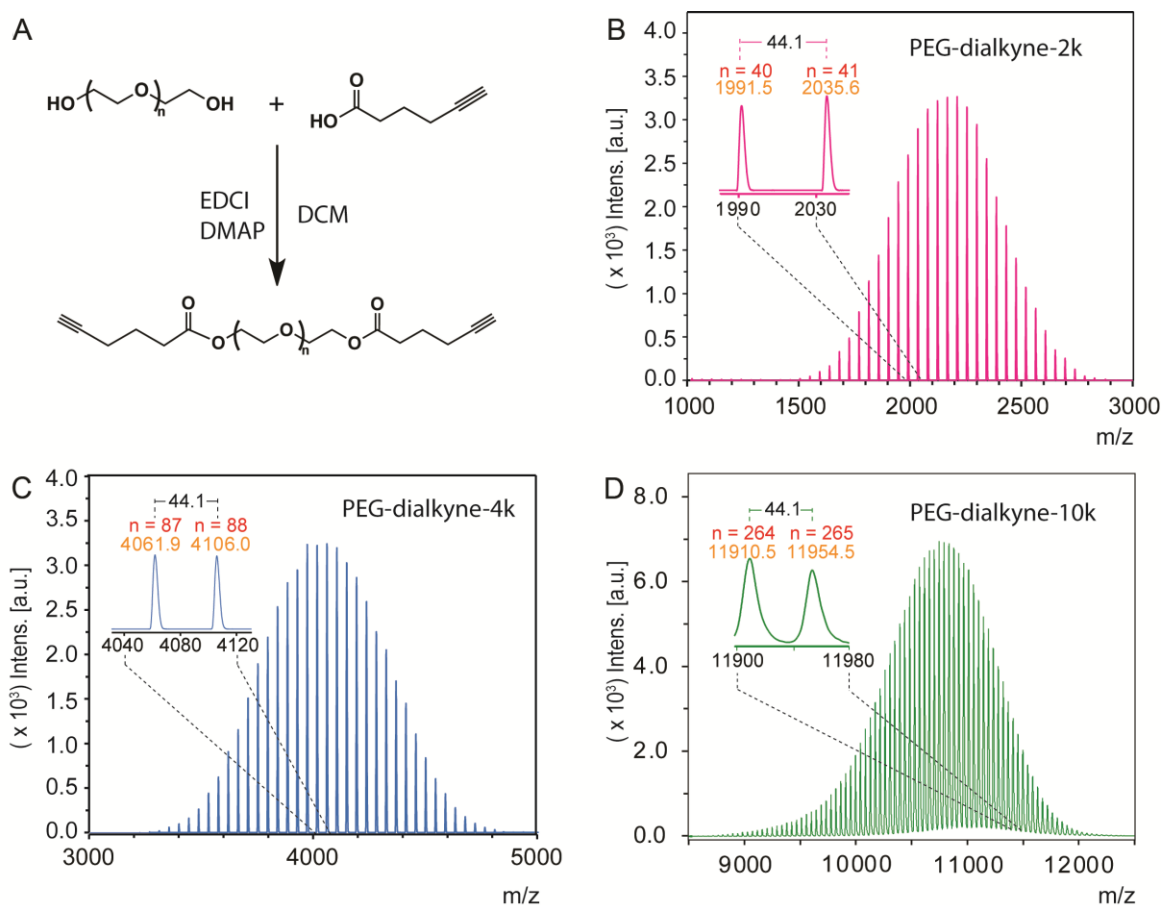 A
HO ( O ) n OH + HO O
EDCI
DMAP
DCM
O O ( O ) n O O
B
PEG-dialkyne-2k
44.1
n = 40 n = 41
1991.5 2035.6
1990 2030
( x 10³) Intens. [a.u.]
4.0
3.5
3.0
2.5
2.0
1.5
1.0
0.5
0.0
1000 1500 2000 2500 3000
m/z
C
PEG-dialkyne-4k
44.1
n = 87 n = 88
4061.9 4106.0
4040 4080 4120
( x 10³) Intens. [a.u.]
4.0
3.5
3.0
2.5
2.0
1.5
1.0
0.5
0.0
3000 4000 5000
m/z
D
PEG-dialkyne-10k
44.1
n = 264 n = 265
11910.5 11954.5
11900 11980
( x 10³) Intens. [a.u.]
8.0
6.0
4.0
2.0
0.0
9000 10000 11000 12000
m/z